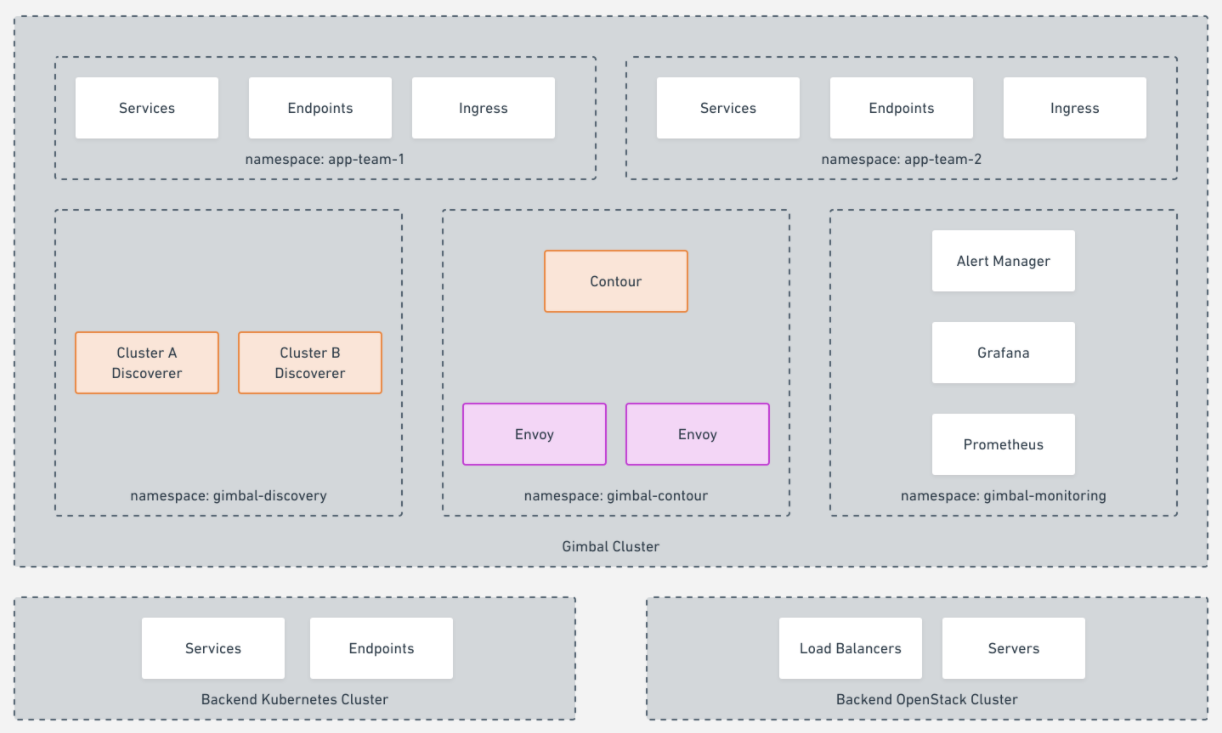 Services
Endpoints
Ingress
namespace: app-team-1
Services
Endpoints
Ingress
namespace: app-team-2
Cluster A
Discoverer
Cluster B
Discoverer
namespace: gimbal-discovery
Contour
Envoy
Envoy
namespace: gimbal-contour
Alert Manager
Grafana
Prometheus
namespace: gimbal-monitoring
Gimbal Cluster
Services
Endpoints
Backend Kubernetes Cluster
Load Balancers
Servers
Backend OpenStack Cluster